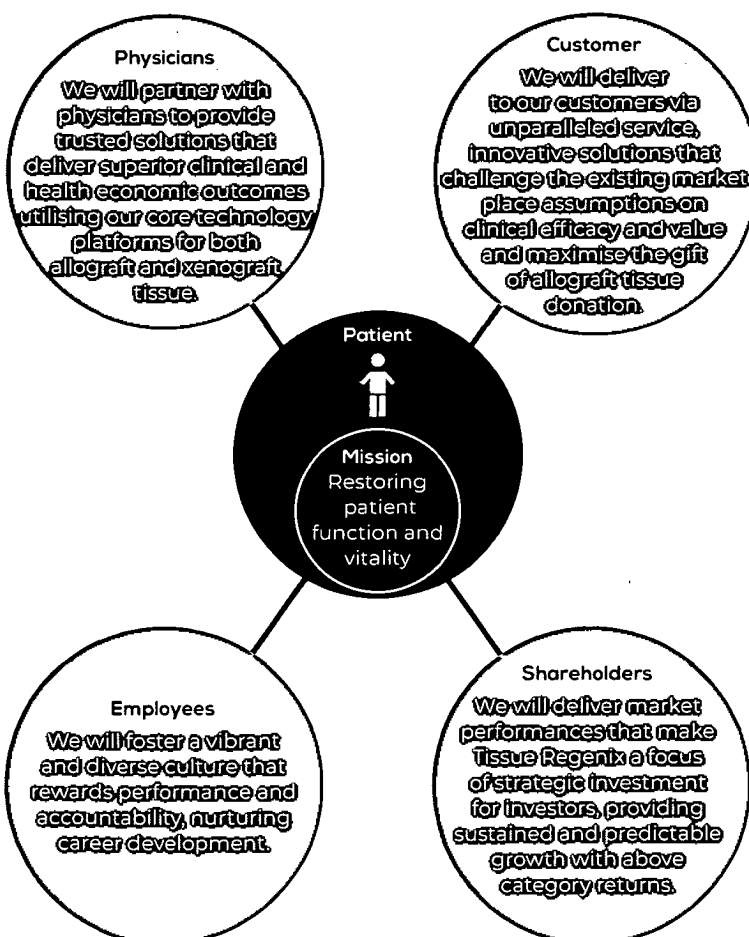 Physicians
We will partner with
physicians to provide
trusted solutions that
deliver superior clinical and
health economic outcomes
utilising our core technology
platforms for both
allograft and xenograft
tissue.
Customer
We will deliver
to our customers via
unparalleled service,
innovative solutions that
challenge the existing market
place assumptions on
clinical efficacy and value
and maximise the gift
of allograft tissue
donation.
Patient
Mission
Restoring
patient
function and
vitality
Employees
We will foster a vibrant
and diverse culture that
rewards performance and
accountability, nurturing
career development.
Shareholders
We will deliver market
performances that make
Tissue Regenix a focus
of strategic investment
for investors, providing
sustained and predictable
growth with above
category returns.